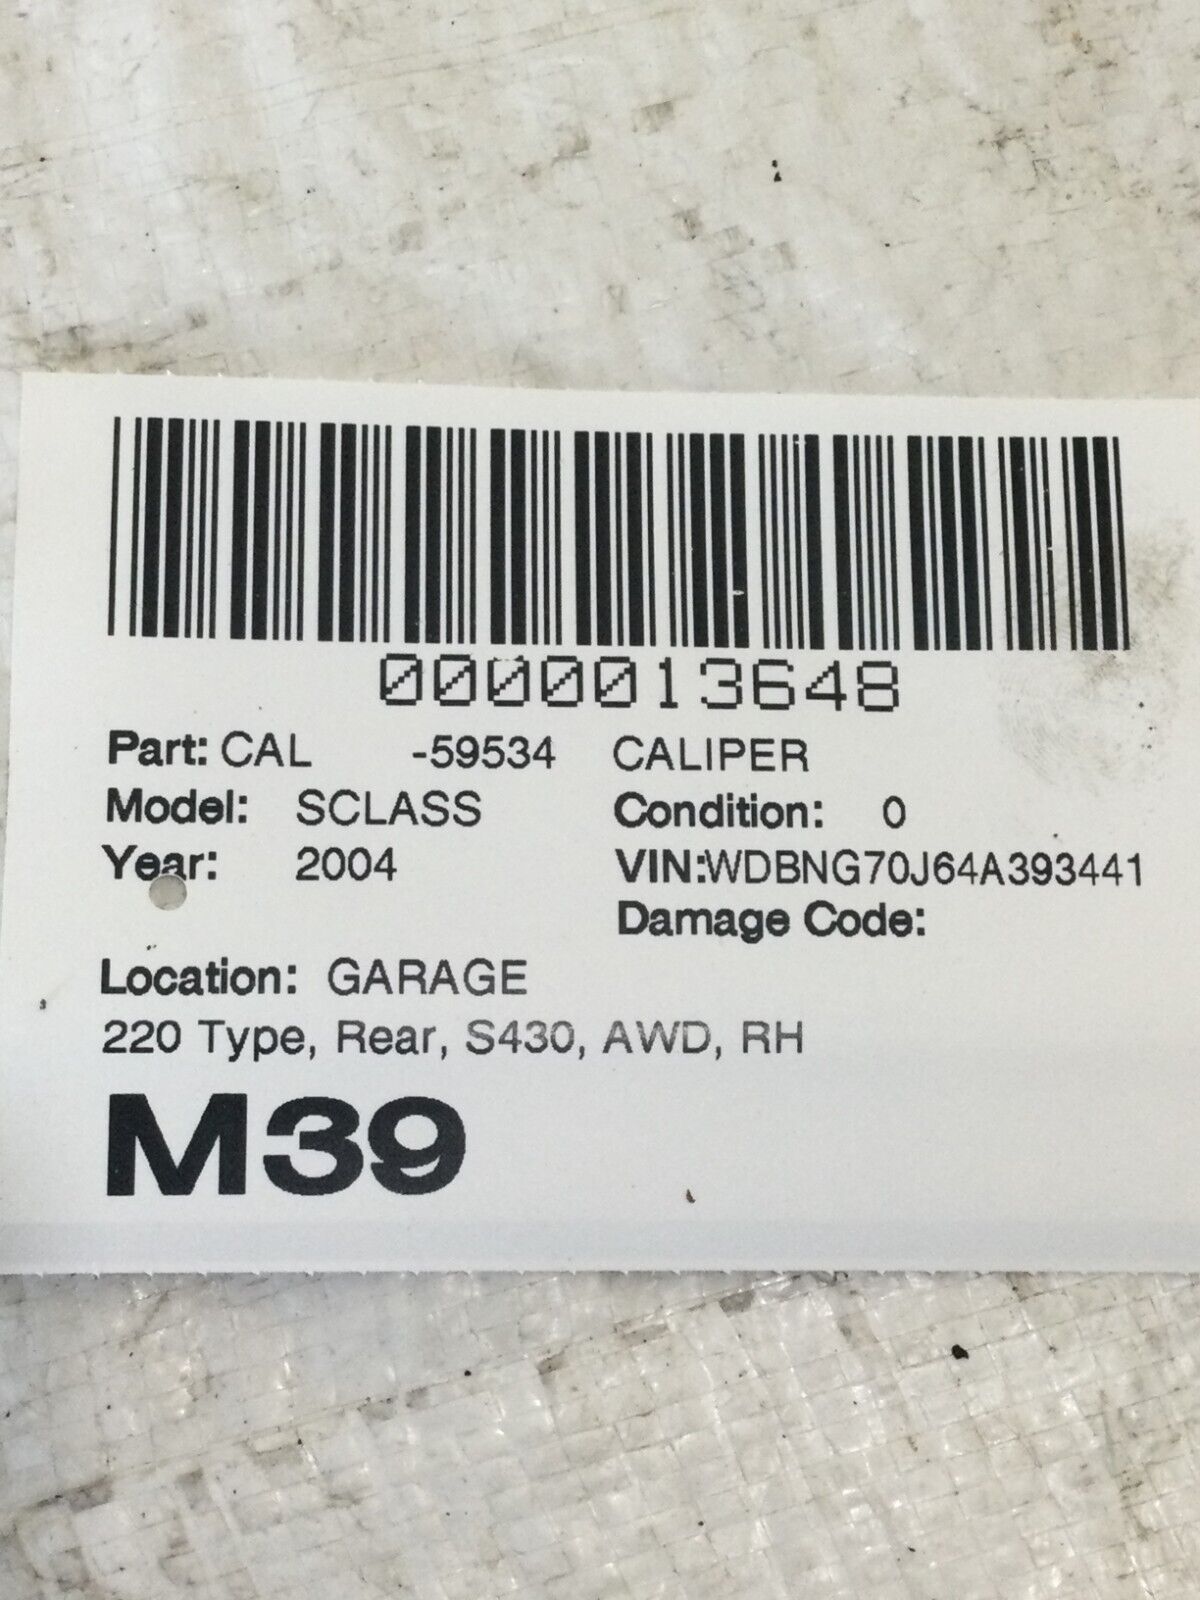 0000013648
Part: CAL -59534 CALIPER
Model: SCLASS Condition: 0
Year: 2004 VIN:WDBNG70J64A393441
Damage Code:
Location: GARAGE
220 Type, Rear, S430, AWD, RH
M39